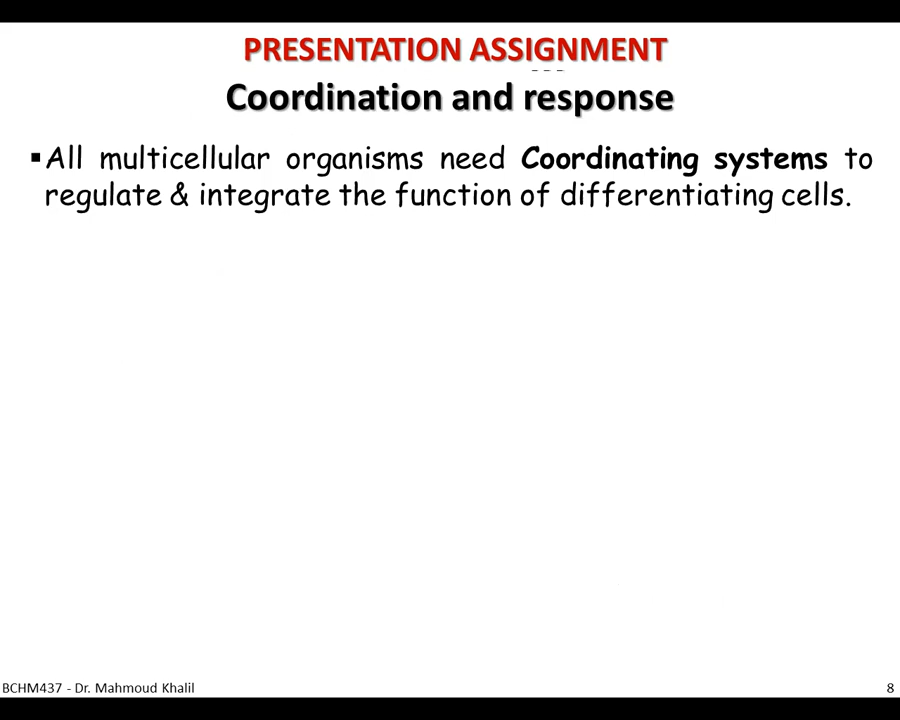 PRESENTATION ASSIGNMENT
Coordination and response
▪All multicellular organisms need Coordinating systems to
regulate & integrate the function of differentiating cells.
BCHM437 - Dr. Mahmoud Khalil
8